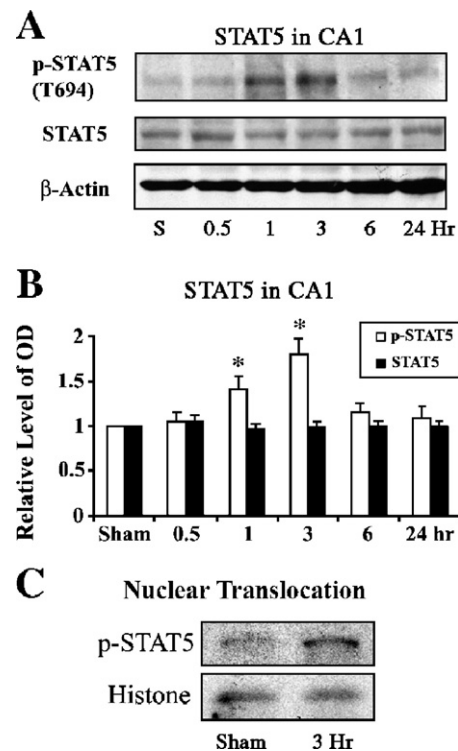 A
STAT5 in CA1
p-STAT5
(T694)
STAT5
β-Actin
S 0.5 1 3 6 24 Hr
B
STAT5 in CA1
Relative Level of OD
2
1.5
1
0.5
0
* *
p-STAT5
STAT5
Sham 0.5 1 3 6 24 hr
C
Nuclear Translocation
p-STAT5
Histone
Sham 3 Hr